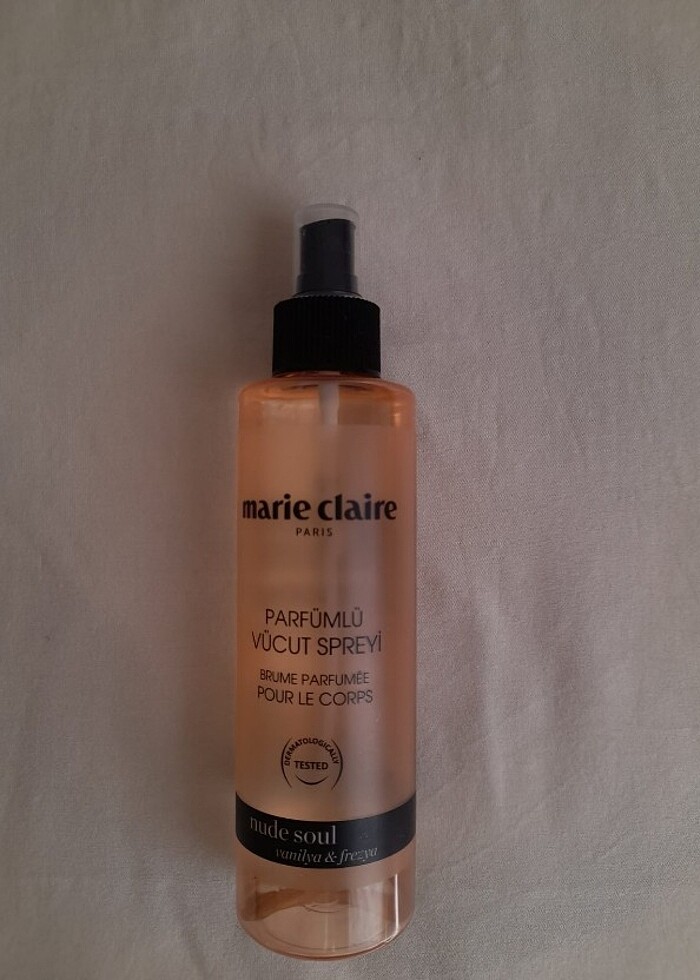 marie claire
PARIS
PARFÜMLÜ
VÜCUT SPREYİ
BRUME PARFUMÉE
POUR LE CORPS
DERMATOLOGICALLY
TESTED
nude soul
vanilya & frezya